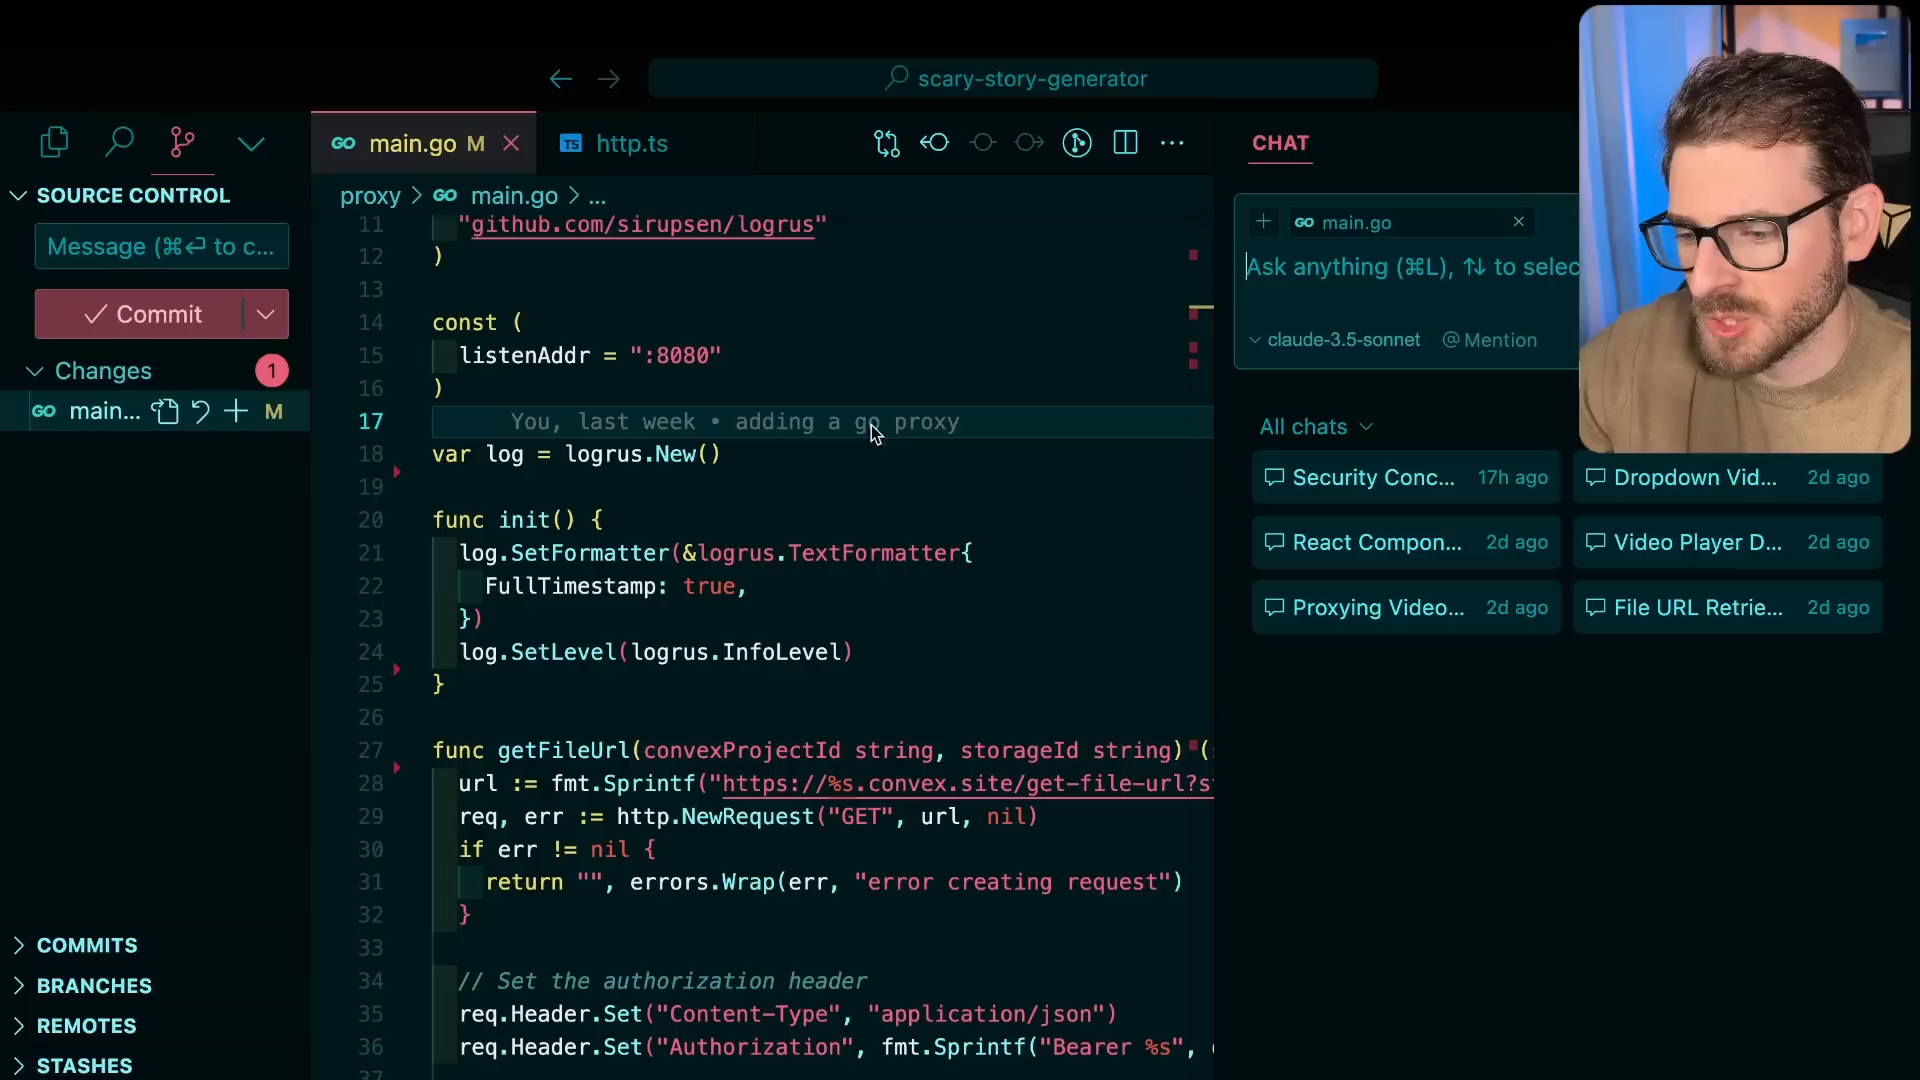 scary-story-generator
SOURCE CONTROL
Message (⌘⏎ to c...
Commit
Changes
1
main...
M
COMMITS
BRANCHES
REMOTES
STASHES
GO main.go M
TS http.ts
proxy > GO main.go > ...
11 "github.com/sirupsen/logrus"
12 )
13
14 const (
15 listenAddr = ":8080"
16 )
17 You, last week • adding a go proxy
18 var log = logrus.New()
19
20 func init() {
21 log.SetFormatter(&logrus.TextFormatter{
22 FullTimestamp: true,
23 })
24 log.SetLevel(logrus.InfoLevel)
25 }
26
27 func getFileUrl(convexProjectId string, storageId string) (
28 url := fmt.Sprintf("https://%s.convex.site/get-file-url?s
29 req, err := http.NewRequest("GET", url, nil)
30 if err != nil {
31 return "", errors.Wrap(err, "error creating request")
32 }
33
34 // Set the authorization header
35 req.Header.Set("Content-Type", "application/json")
36 req.Header.Set("Authorization", fmt.Sprintf("Bearer %s",
CHAT
GO main.go
Ask anything (⌘L), ↑↓ to selec
claude-3.5-sonnet @ Mention
All chats
Security Conc... 17h ago
Dropdown Vid... 2d ago
React Compon... 2d ago
Video Player D... 2d ago
Proxying Video... 2d ago
File URL Retrie... 2d ago